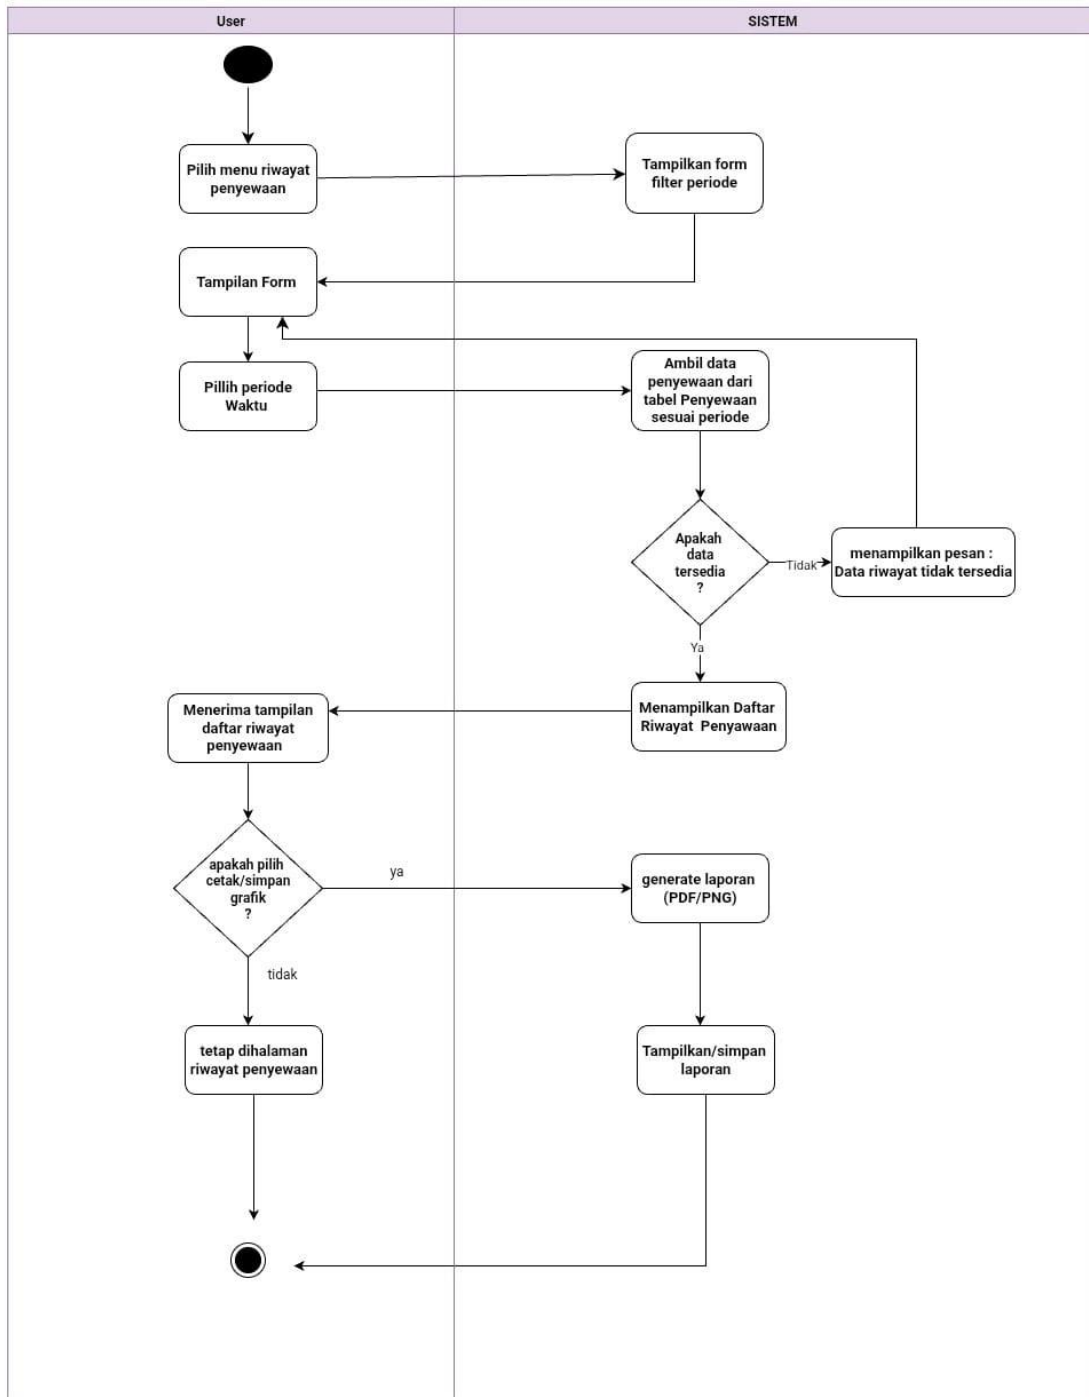 User
SISTEM
Pilih menu riwayat
penyewaan
Tampilkan form
filter periode
Tampilan Form
Pillih periode
Waktu
Ambil data
penyewaan dari
tabel Penyewaan
sesuai periode
Apakah
data
tersedia
?
Tidak
menampilkan pesan :
Data riwayat tidak tersedia
Ya
Menampilkan Daftar
Riwayat Penyawaan
Menerima tampilan
daftar riwayat
penyewaan
apakah pilih
cetak/simpan
grafik
?
ya
generate laporan
(PDF/PNG)
tidak
tetap dihalaman
riwayat penyewaan
Tampilkan/simpan
laporan